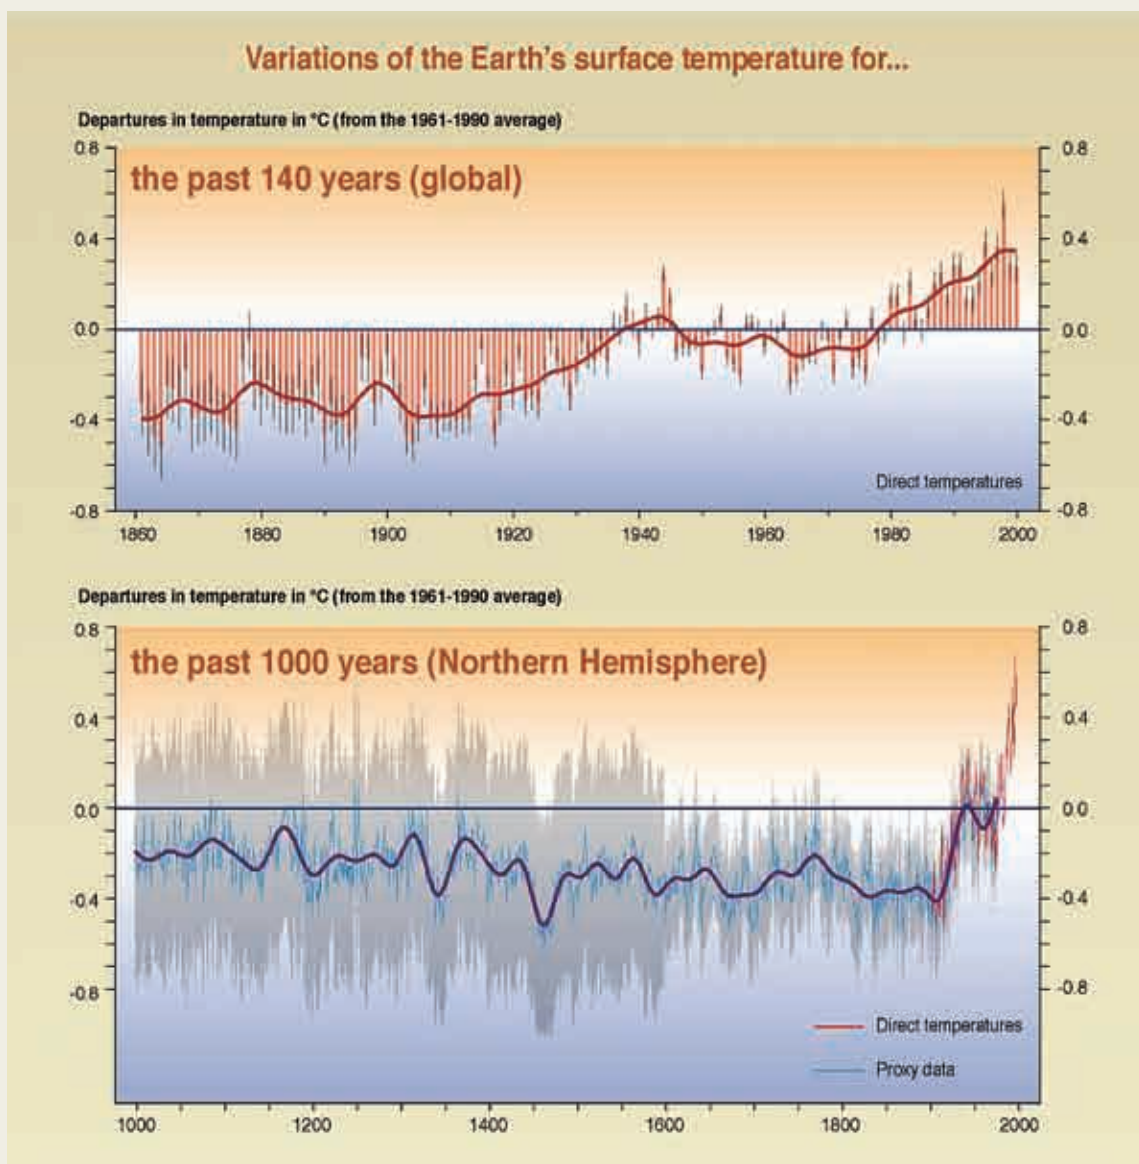 Variations of the Earth's surface temperature for...
Departures in temperature in °C (from the 1961-1990 average)
the past 140 years (global)
0.8 0.8
0.4 0.4
0.0 0.0
-0.4 -0.4
-0.8 -0.8
Direct temperatures
1860 1880 1900 1920 1940 1960 1980 2000
Departures in temperature in °C (from the 1961-1990 average)
the past 1000 years (Northern Hemisphere)
0.8 0.8
0.4 0.4
0.0 0.0
-0.4 -0.4
-0.8 -0.8
Direct temperatures
Proxy data
1000 1200 1400 1600 1800 2000